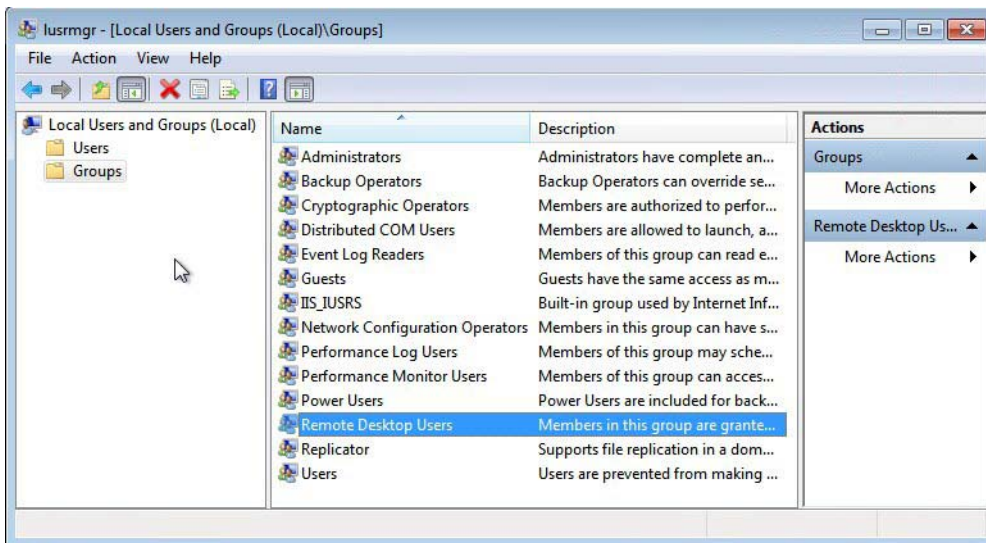 lusrmgr - [Local Users and Groups (Local)\Groups]
File Action View Help
Local Users and Groups (Local)
Users
Groups
Name Description
Administrators Administrators have complete an...
Backup Operators Backup Operators can override se...
Cryptographic Operators Members are authorized to perfor...
Distributed COM Users Members are allowed to launch, a...
Event Log Readers Members of this group can read e...
Guests Guests have the same access as m...
IIS_IUSRS Built-in group used by Internet Inf...
Network Configuration Operators Members in this group can have s...
Performance Log Users Members of this group may sche...
Performance Monitor Users Members of this group can acces...
Power Users Power Users are included for back...
Remote Desktop Users Members in this group are grante...
Replicator Supports file replication in a dom...
Users Users are prevented from making ...
Actions
Groups
More Actions
Remote Desktop Us...
More Actions